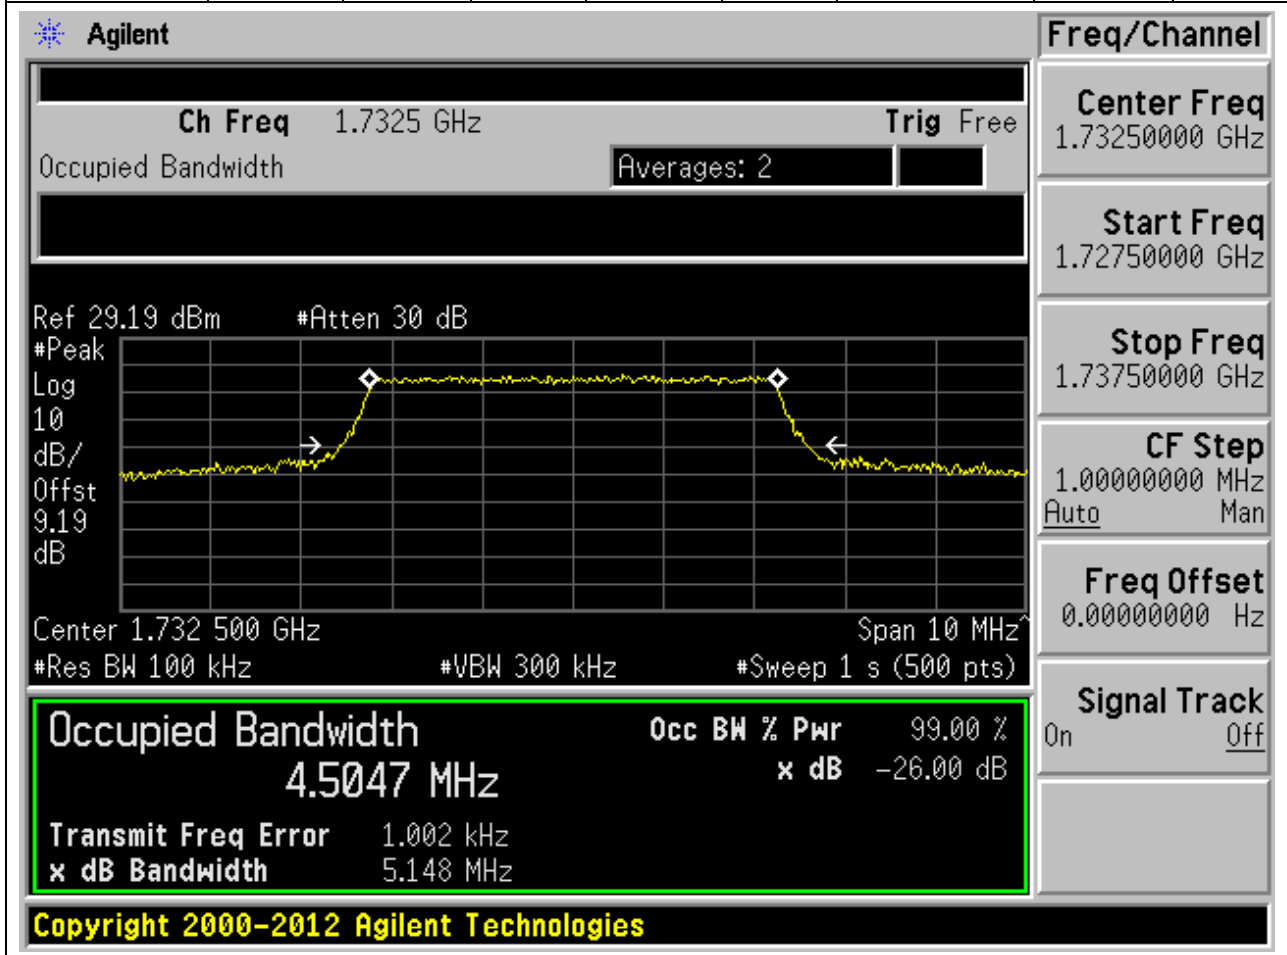 Agilent
Freq/Channel
Ch Freq 1.7325 GHz Trig Free
Occupied Bandwidth Averages: 2
Center Freq
1.73250000 GHz
Start Freq
1.72750000 GHz
Stop Freq
1.73750000 GHz
CF Step
1.00000000 MHz
Auto Man
Freq Offset
0.00000000 Hz
Signal Track
On Off
Ref 29.19 dBm #Atten 30 dB
#Peak
Log
10
dB/
Offst
9.19
dB
Center 1.732 500 GHz Span 10 MHz^
#Res BW 100 kHz #VBW 300 kHz #Sweep 1 s (500 pts)
Occupied Bandwidth Occ BW % Pwr 99.00 %
4.5047 MHz x dB -26.00 dB
Transmit Freq Error 1.002 kHz
x dB Bandwidth 5.148 MHz
Copyright 2000-2012 Agilent Technologies